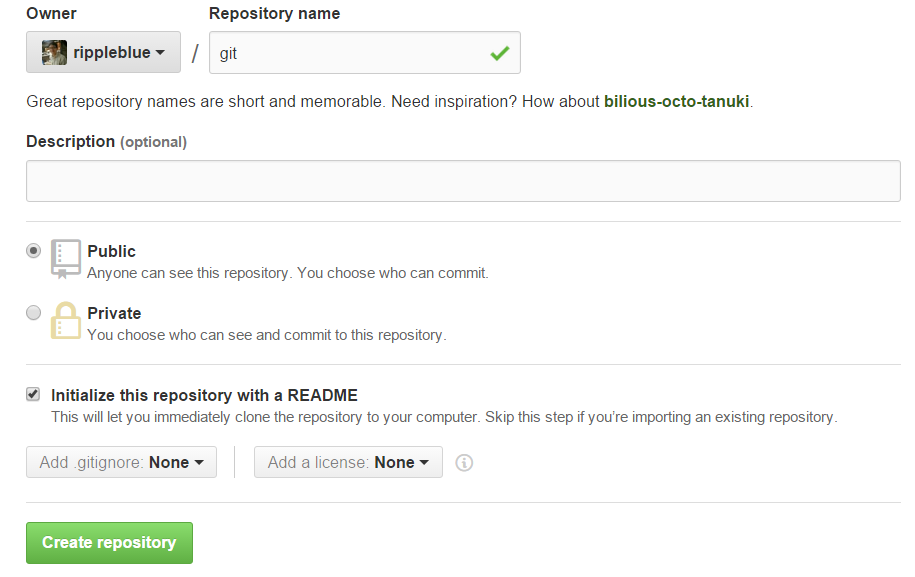 Owner Repository name
rippleblue / git
Great repository names are short and memorable. Need inspiration? How about bilious-octo-tanuki.
Description (optional)
Public
Anyone can see this repository. You choose who can commit.
Private
You choose who can see and commit to this repository.
Initialize this repository with a README
This will let you immediately clone the repository to your computer. Skip this step if you’re importing an existing repository.
Add .gitignore: None Add a license: None
Create repository